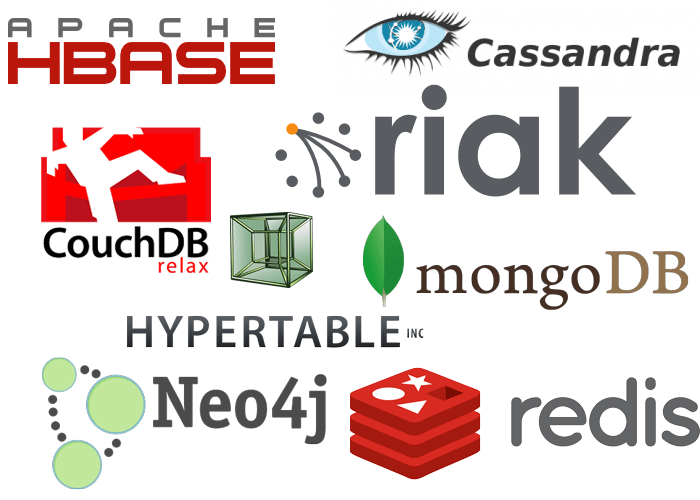 APACHE
HBASE
Cassandra
riak
CouchDB
relax
mongoDB
HYPERTABLE INC
Neo4j
redis